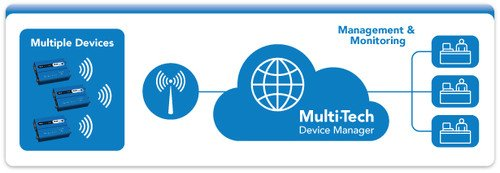 Multiple Devices
Multi-Tech
Device Manager
Management &
Monitoring